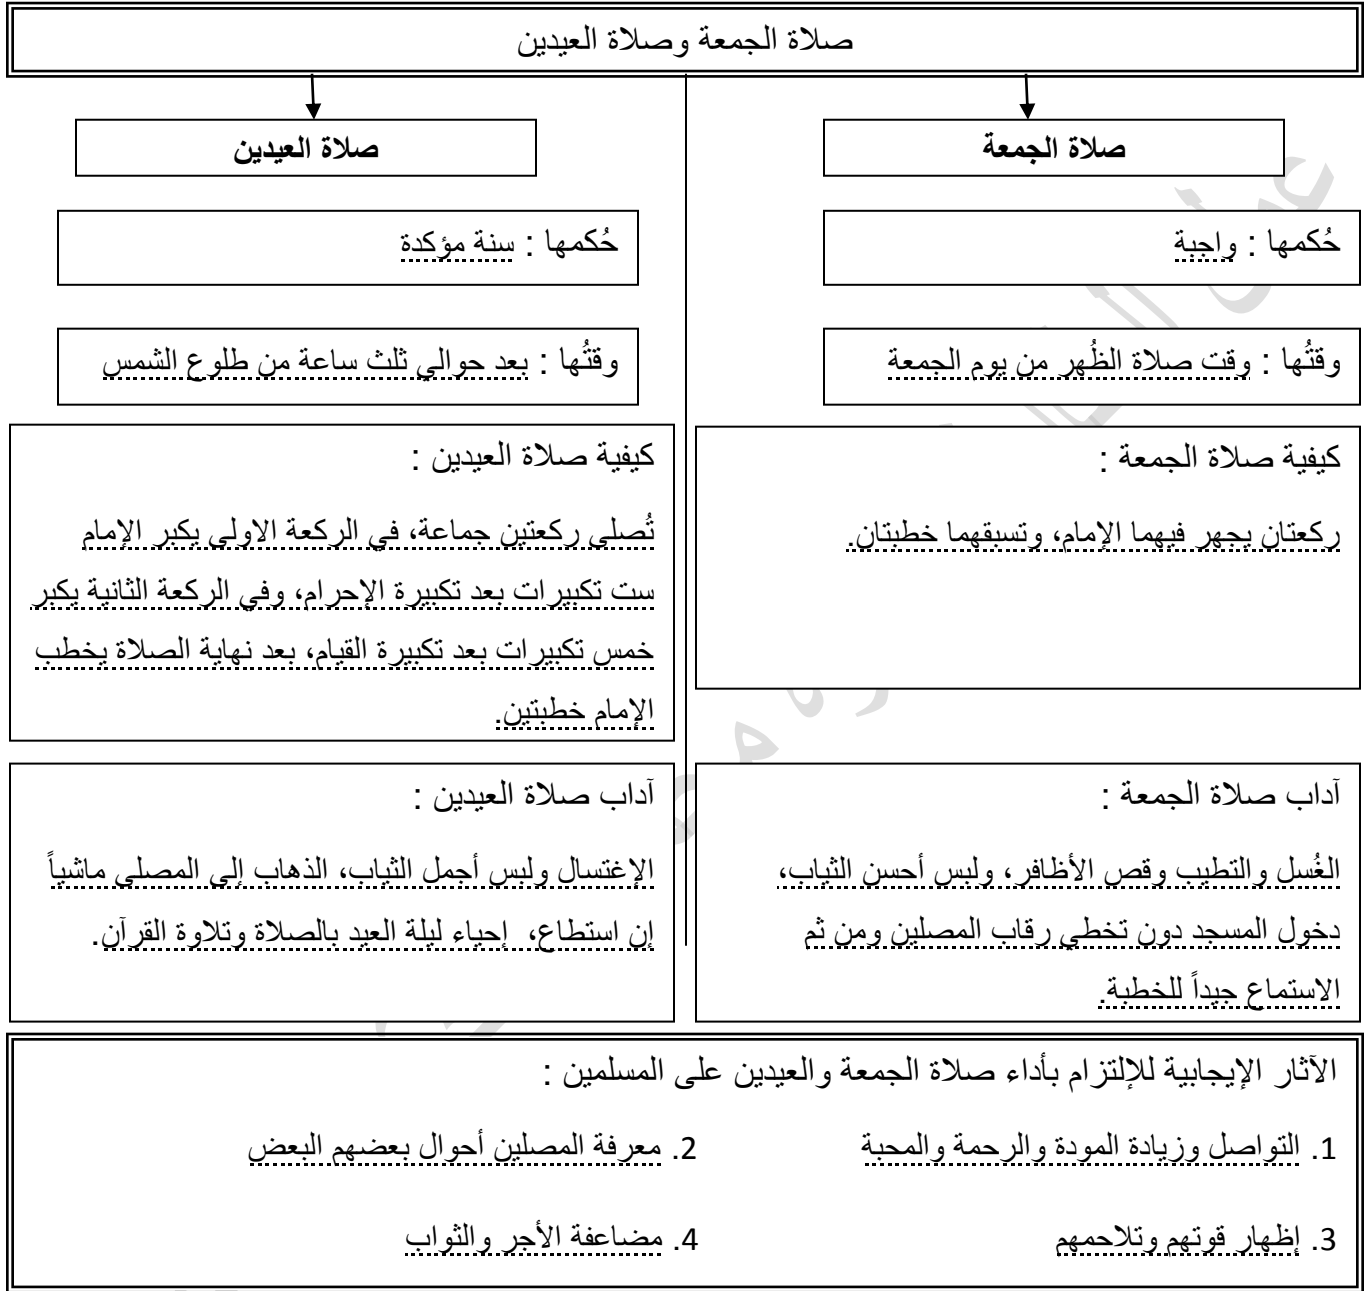 صلاة الجمعة وصلاة العيدين
صلاة الجمعة
حُكمها : واجبة
وقتُها : وقت صلاة الظُهر من يوم الجمعة
كيفية صلاة الجمعة :
ركعتان يجهر فيهما الإمام، وتسبقهما خطبتان.
آداب صلاة الجمعة :
الغُسل والتطيب وقص الأظافر، ولبس أحسن الثياب،
دخول المسجد دون تخطي رقاب المصلين ومن ثم
الاستماع جيداً للخطبة.
صلاة العيدين
حُكمها : سنة مؤكدة
وقتُها : بعد حوالي ثلث ساعة من طلوع الشمس
كيفية صلاة العيدين :
تُصلى ركعتين جماعة، في الركعة الاولى يكبر الإمام
ست تكبيرات بعد تكبيرة الإحرام، وفي الركعة الثانية يكبر
خمس تكبيرات بعد تكبيرة القيام، بعد نهاية الصلاة يخطب
الإمام خطبتين.
آداب صلاة العيدين :
الإغتسال ولبس أجمل الثياب، الذهاب إلى المصلى ماشياً
إن استطاع، إحياء ليلة العيد بالصلاة وتلاوة القرآن.
الآثار الإيجابية للإلتزام بأداء صلاة الجمعة والعيدين على المسلمين :
1. التواصل وزيادة المودة والرحمة والمحبة
2. معرفة المصلين أحوال بعضهم البعض
3. إظهار قوتهم وتلاحمهم
4. مضاعفة الأجر والثواب